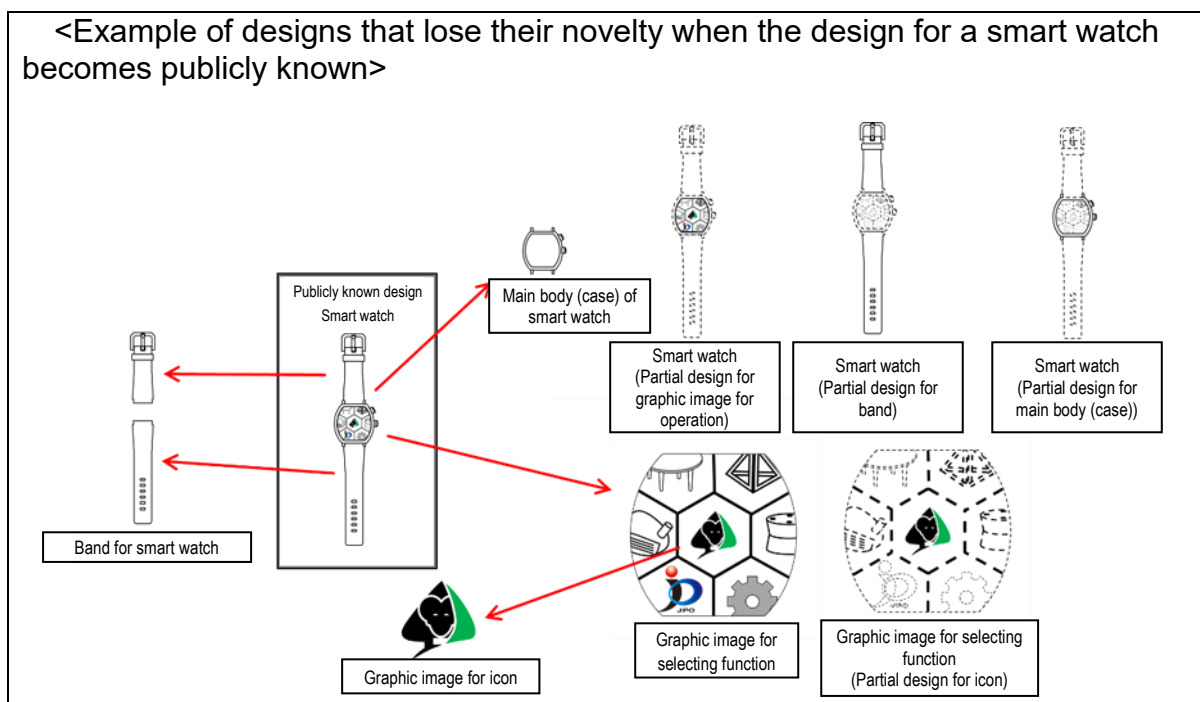 <Example of designs that lose their novelty when the design for a smart watch
becomes publicly known>
Publicly known design
Smart watch
Main body (case) of
smart watch
Smart watch
(Partial design for
graphic image for
operation)
Smart watch
(Partial design for
band)
Smart watch
(Partial design for
main body (case))
Band for smart watch
JPO
Graphic image for icon
Graphic image for
selecting function
Graphic image for selecting
function
(Partial design for icon)